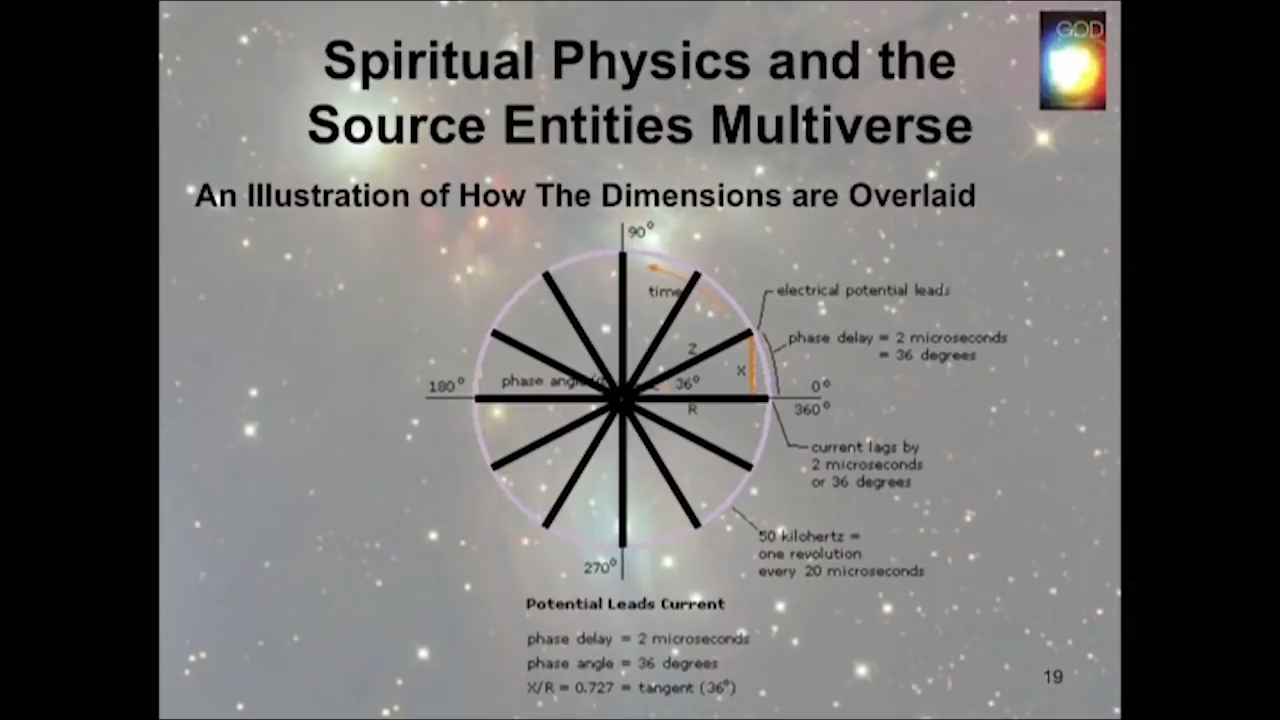 GOD
Spiritual Physics and the
Source Entities Multiverse
An Illustration of How The Dimensions are Overlaid
90°
time
electrical potential leads
phase delay = 2 microseconds
= 36 degrees
Z
X
180°
phase angle
36°
0°
R
360°
current lags by
2 microseconds
or 36 degrees
50 kilohertz =
one revolution
every 20 microseconds
270°
Potential Leads Current
phase delay = 2 microseconds
phase angle = 36 degrees
X/R = 0.727 = tangent (36°)
19